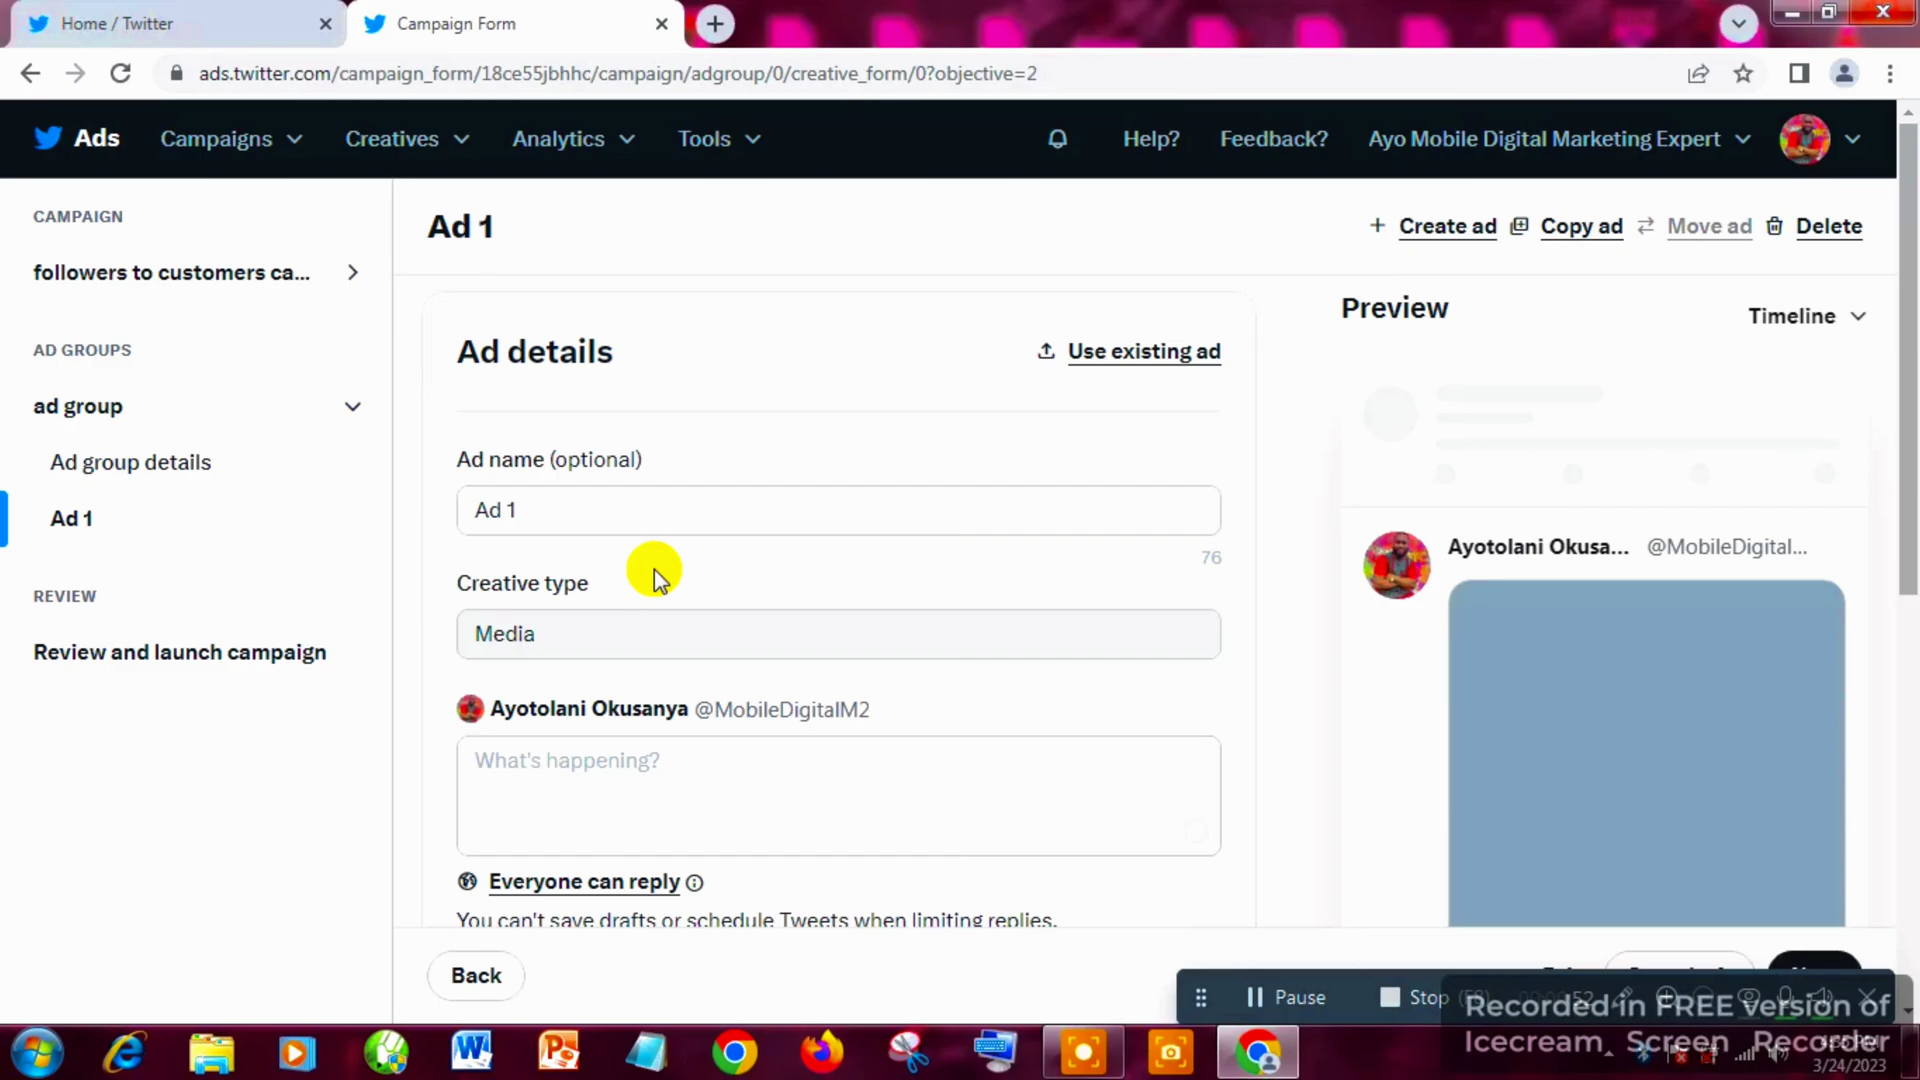 Home / Twitter
Campaign Form
ads.twitter.com/campaign_form/18ce55jbhhc/campaign/adgroup/0/creative_form/0?objective=2
Ads
Campaigns
Creatives
Analytics
Tools
Help?
Feedback?
Ayo Mobile Digital Marketing Expert
CAMPAIGN
followers to customers ca...
AD GROUPS
ad group
Ad group details
Ad 1
REVIEW
Review and launch campaign
Ad 1
Create ad
Copy ad
Move ad
Delete
Ad details
Use existing ad
Ad name (optional)
Ad 1
76
Creative type
Media
Ayotolani Okusanya @MobileDigitalM2
What's happening?
Everyone can reply
You can't save drafts or schedule Tweets when limiting replies.
Back
Preview
Timeline
Ayotolani Okusa... @MobileDigital...
Pause
Stop
Recorded in FREE version of
Icecream Screen Recorder
3/24/2023